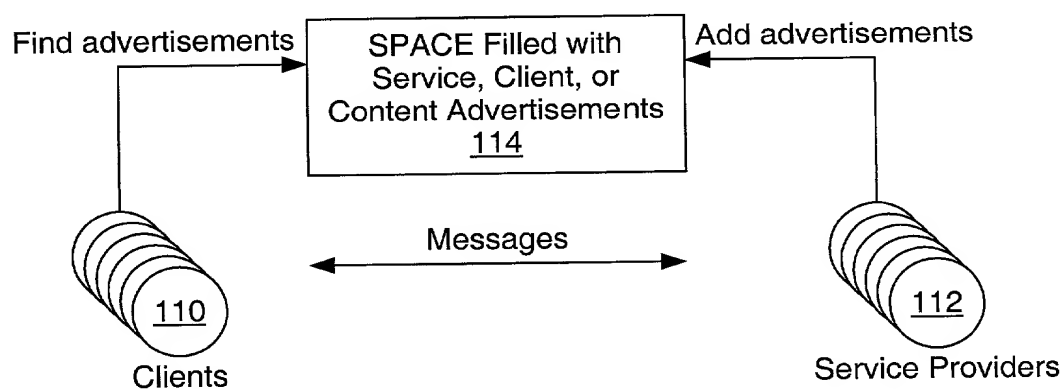 Find advertisements
SPACE Filled with
Service, Client, or
Content Advertisements
114
Add advertisements
Messages
110
Clients
112
Service Providers